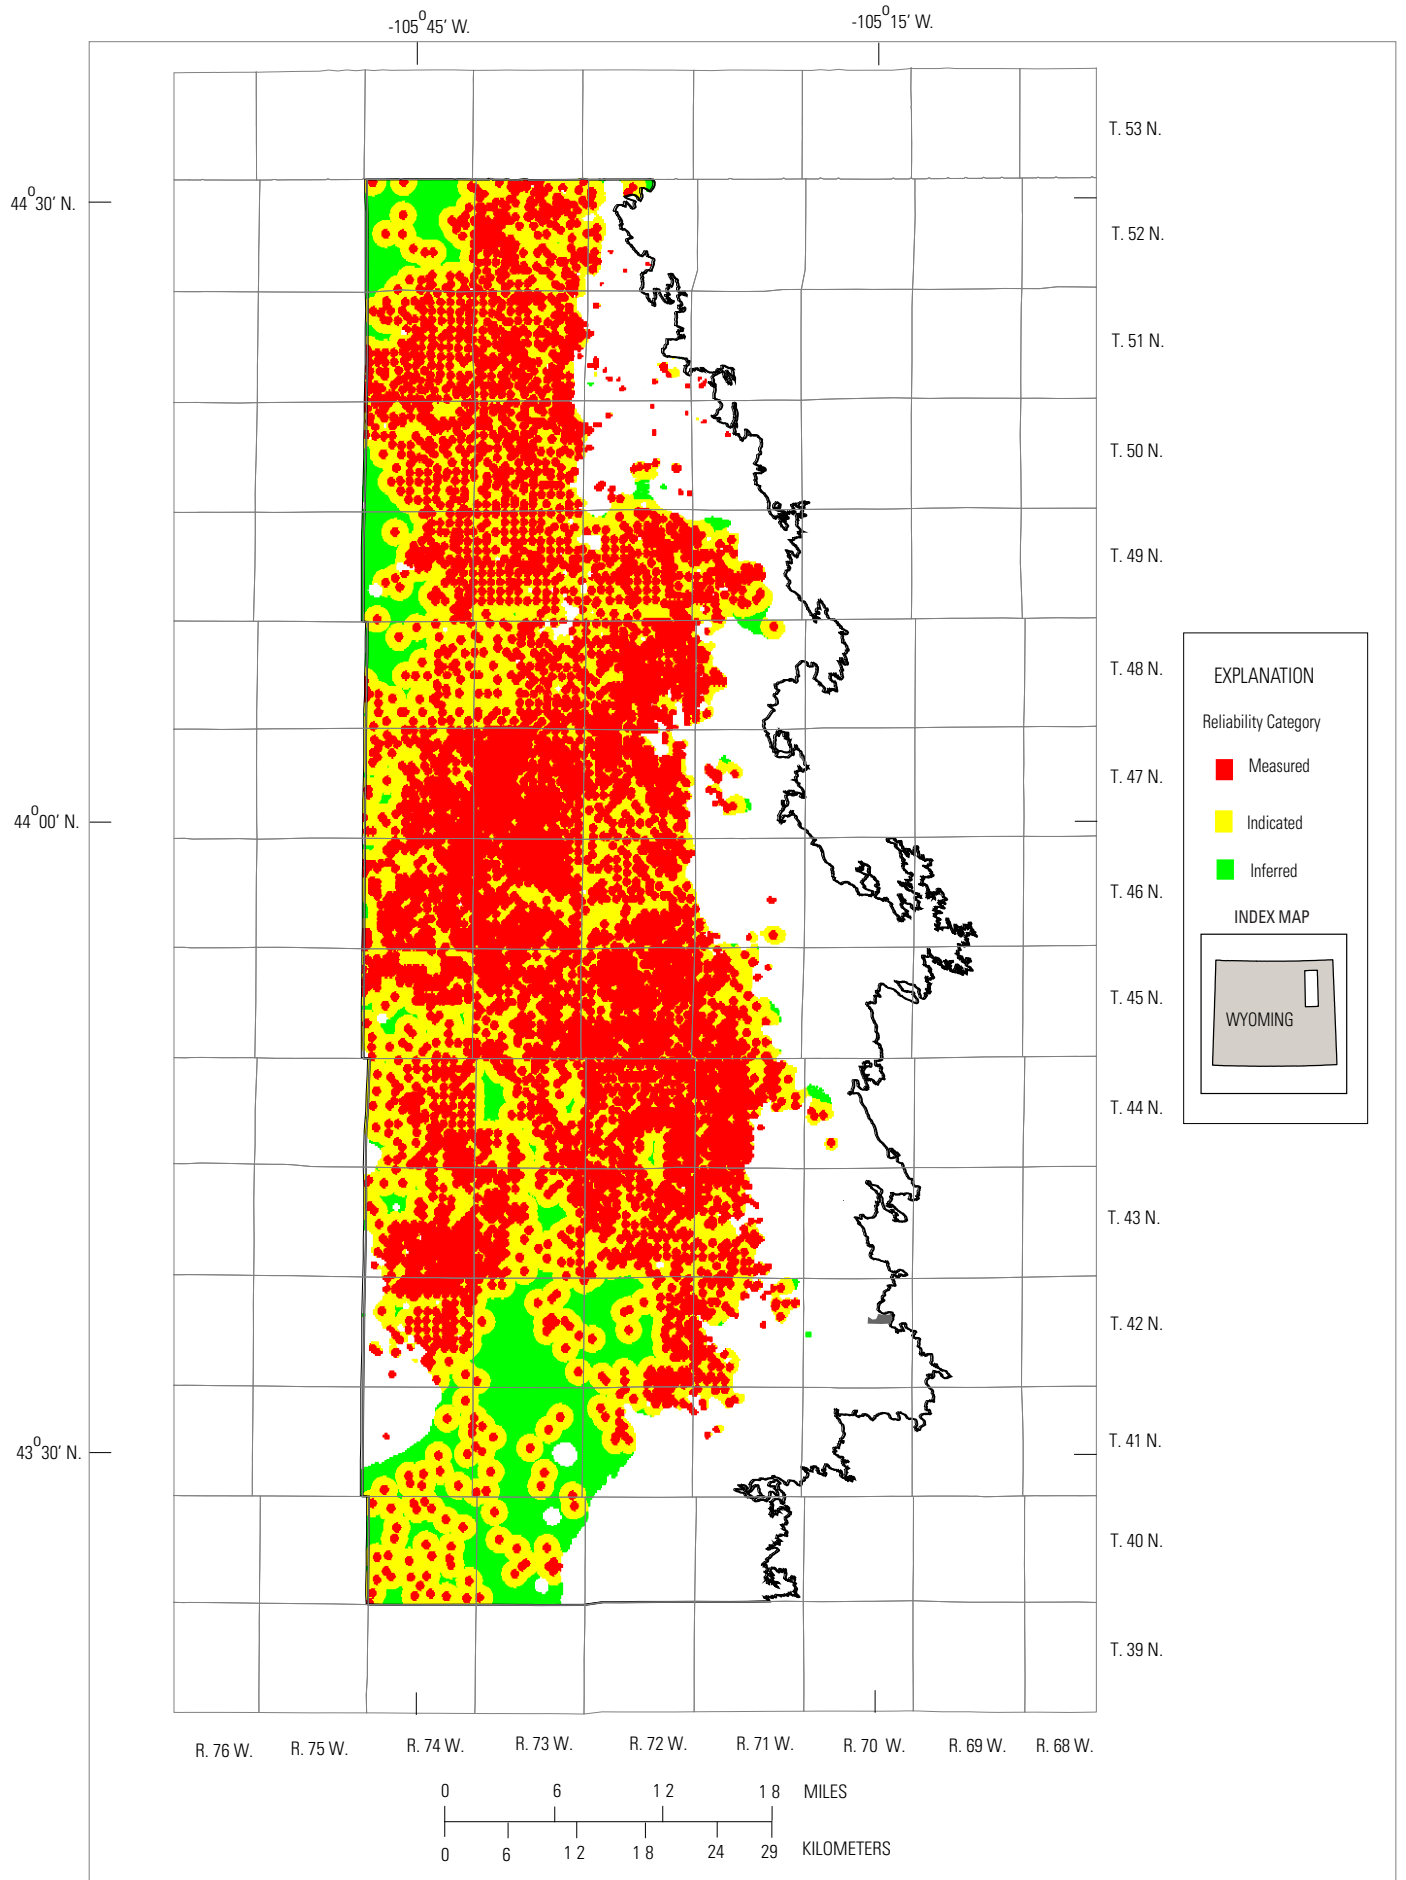 -105° 45' W.
-105° 15' W.
T. 53 N.
44° 30' N.
T. 52 N.
T. 51 N.
T. 50 N.
T. 49 N.
T. 48 N.
T. 47 N.
44° 00' N.
T. 46 N.
T. 45 N.
T. 44 N.
T. 43 N.
T. 42 N.
T. 41 N.
43° 30' N.
T. 40 N.
T. 39 N.
EXPLANATION
Reliability Category
Measured
Indicated
Inferred
INDEX MAP
WYOMING
R. 76 W. R. 75 W. R. 74 W. R. 73 W. R. 72 W. R. 71 W. R. 70 W. R. 69 W. R. 68 W.
0 6 12 18 MILES
0 6 12 18 24 29 KILOMETERS